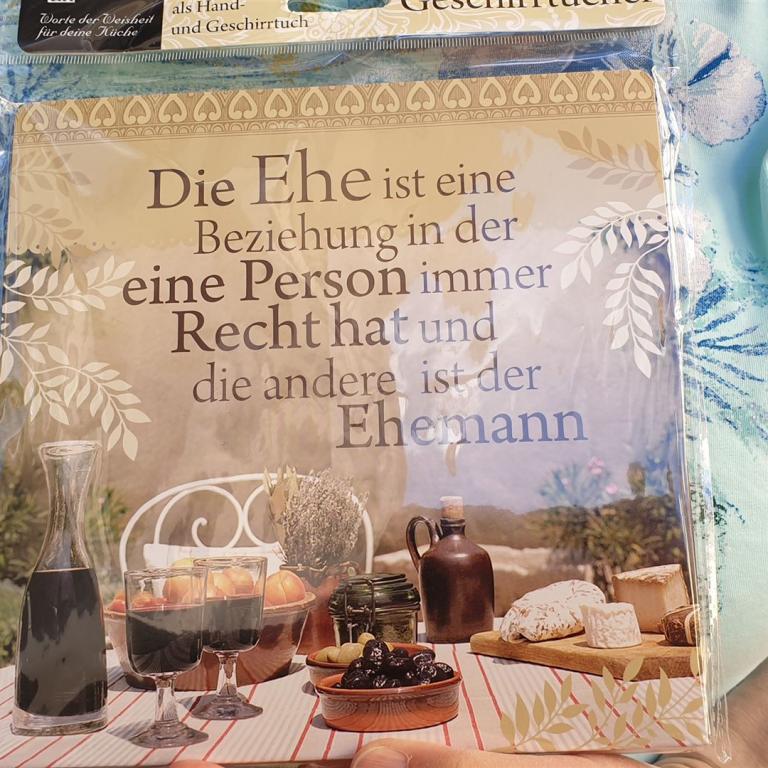 Worte der Weisheit
für deine Küche
als Hand-
und Geschirrtuch
Geschirrtücher
Die Ehe ist eine
Beziehung in der
eine Person immer
Recht hat und
die andere ist der
Ehemann